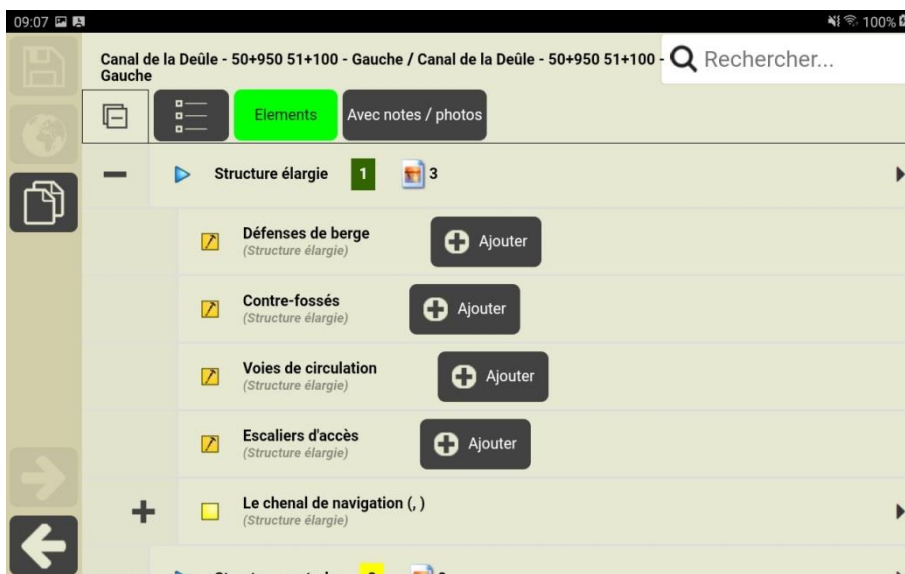 09:07
100%
Canal de la Deûle - 50+950 51+100 - Gauche / Canal de la Deûle - 50+950 51+100 -
Gauche
Rechercher...
Elements
Avec notes / photos
Structure élargie 1 3
Défenses de berge
(Structure élargie)
Ajouter
Contre-fossés
(Structure élargie)
Ajouter
Voies de circulation
(Structure élargie)
Ajouter
Escaliers d'accès
(Structure élargie)
Ajouter
Le chenal de navigation (, )
(Structure élargie)